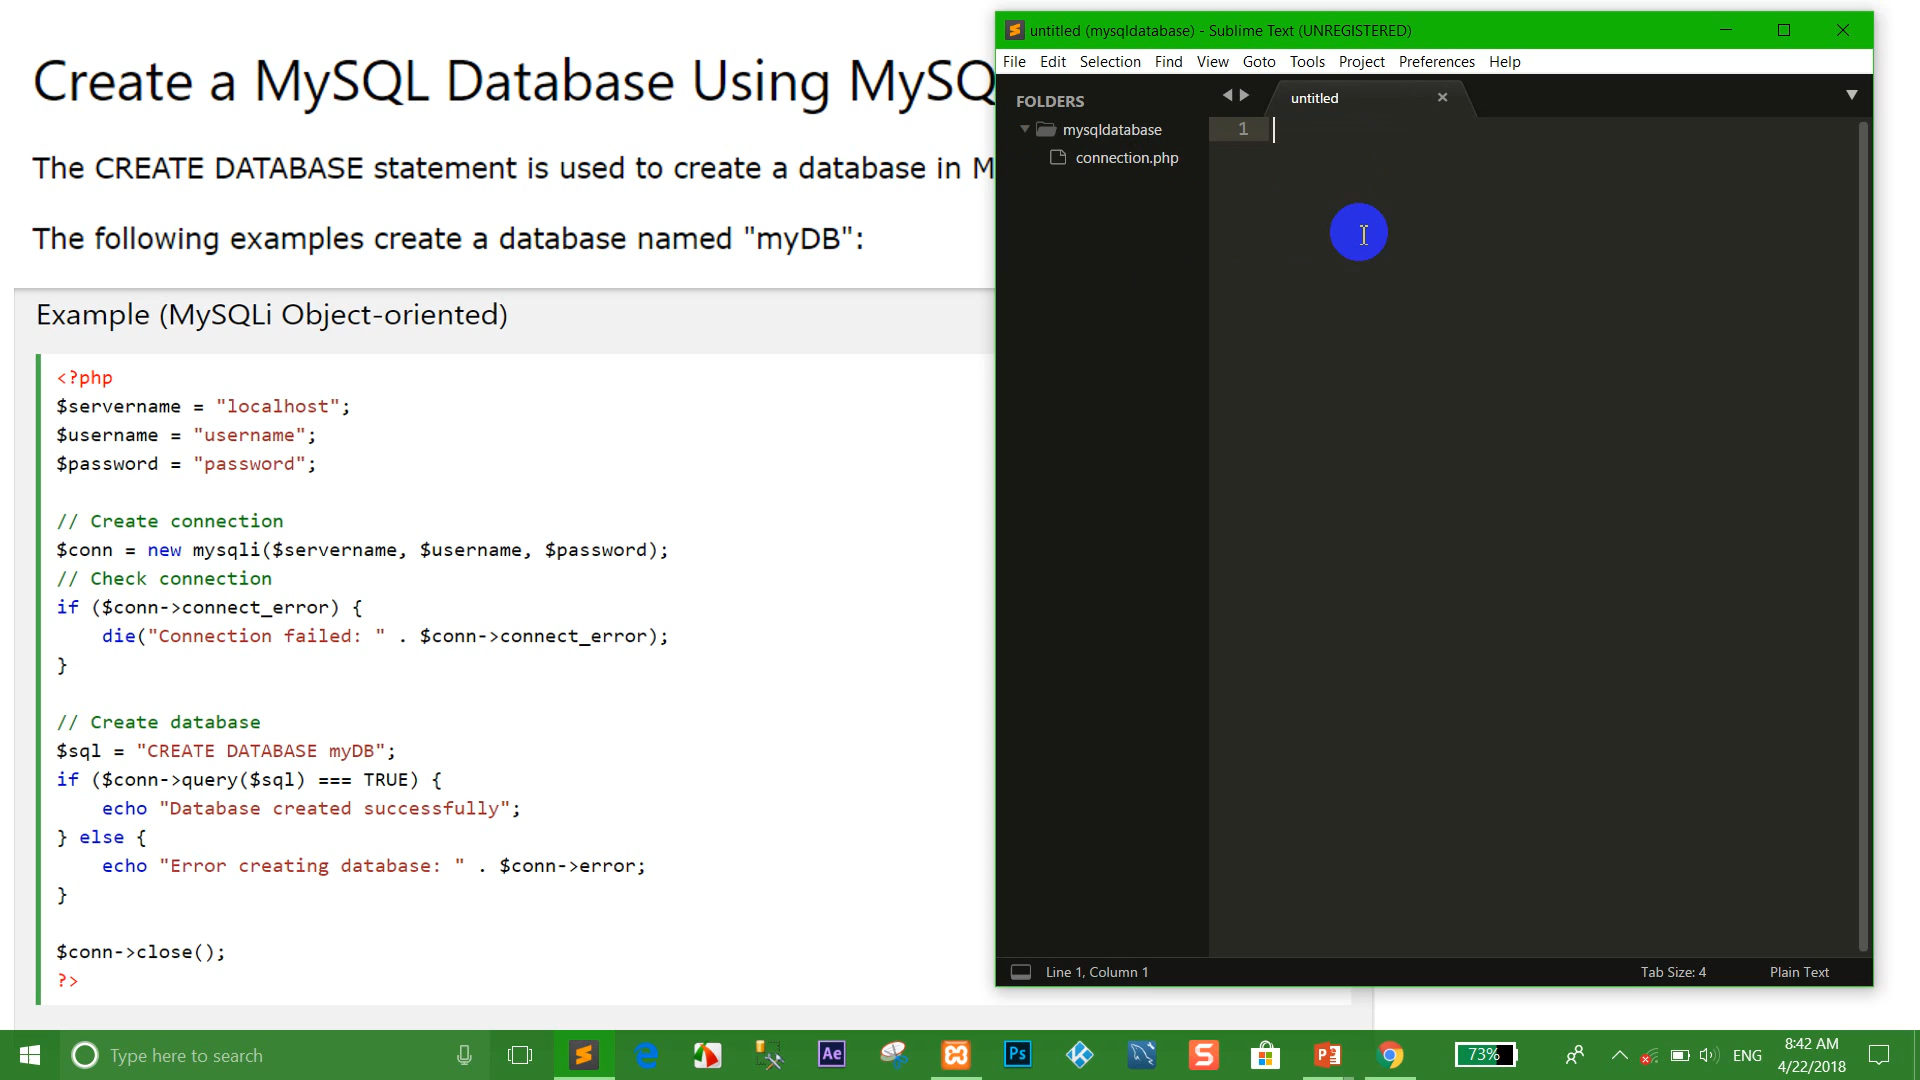 Create a MySQL Database Using MySQ
The CREATE DATABASE statement is used to create a database in M
The following examples create a database named "myDB":
Example (MySQLi Object-oriented)
<?php
$servername = "localhost";
$username = "username";
$password = "password";
// Create connection
$conn = new mysqli($servername, $username, $password);
// Check connection
if ($conn->connect_error) {
    die("Connection failed: " . $conn->connect_error);
}
// Create database
$sql = "CREATE DATABASE myDB";
if ($conn->query($sql) === TRUE) {
    echo "Database created successfully";
} else {
    echo "Error creating database: " . $conn->error;
}
$conn->close();
?>
untitled (mysqldatabase) - Sublime Text (UNREGISTERED)
File Edit Selection Find View Goto Tools Project Preferences Help
FOLDERS
mysqldatabase
connection.php
untitled
1
Line 1, Column 1
Tab Size: 4
Plain Text
Type here to search
Ae
Ps
S
73%
ENG
8:42 AM
4/22/2018